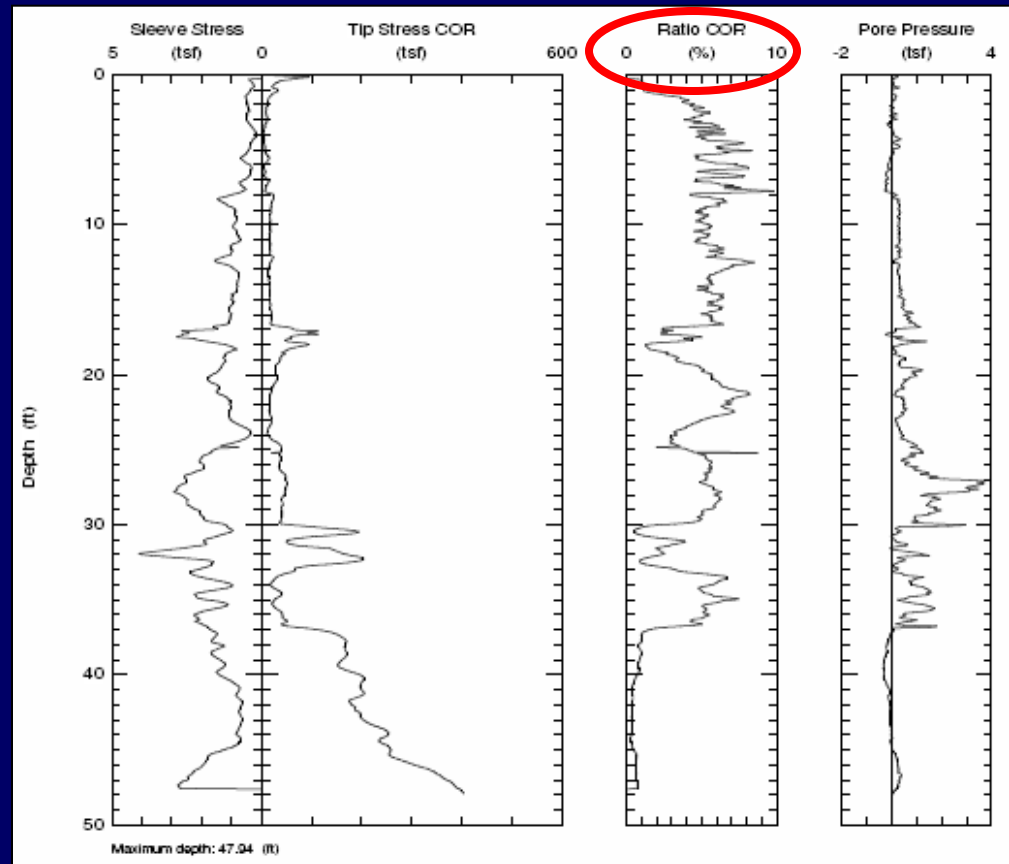 Sleeve Stress Tip Stress COR Ratio COR Pore Pressure
5 (tsf) 0 (tsf) 600 0 (%) 10 -2 (tsf) 4
0
10
20
Depth (ft)
30
40
50
Maximum depth: 47.94 (ft)